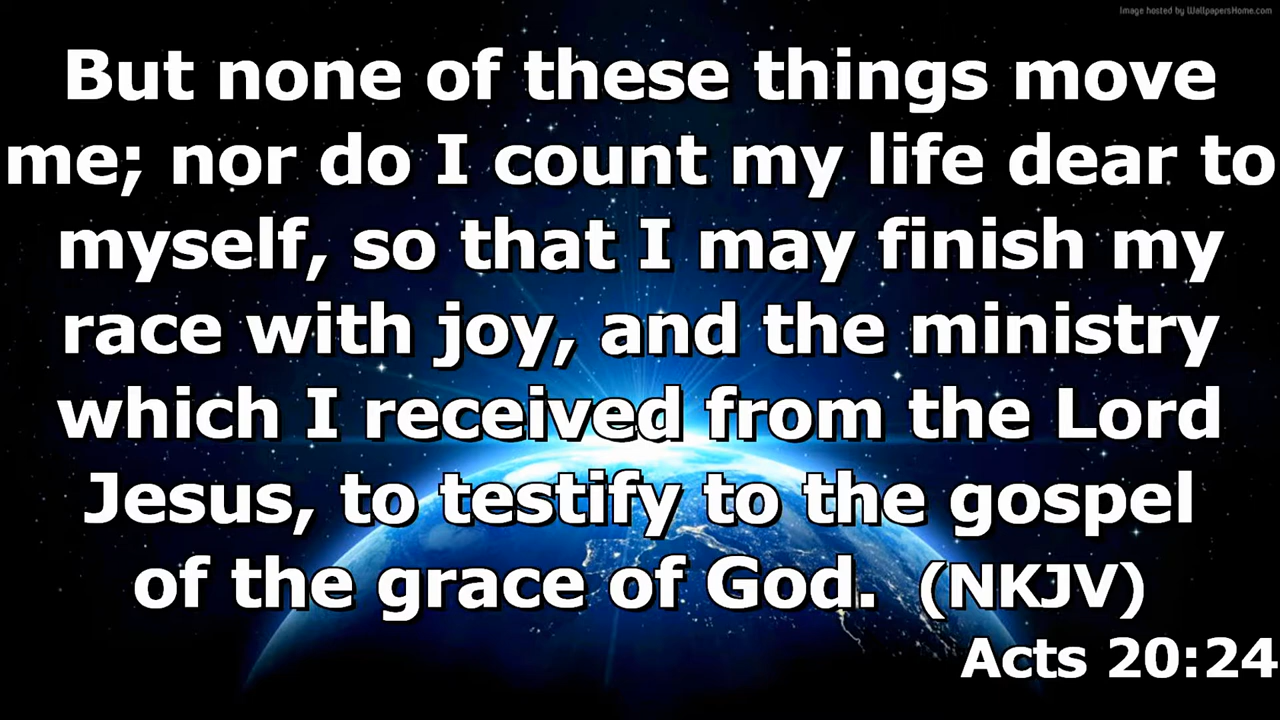 Image hosted by WallpapersHome.com
But none of these things move
me; nor do I count my life dear to
myself, so that I may finish my
race with joy, and the ministry
which I received from the Lord
Jesus, to testify to the gospel
of the grace of God. (NKJV)
Acts 20:24